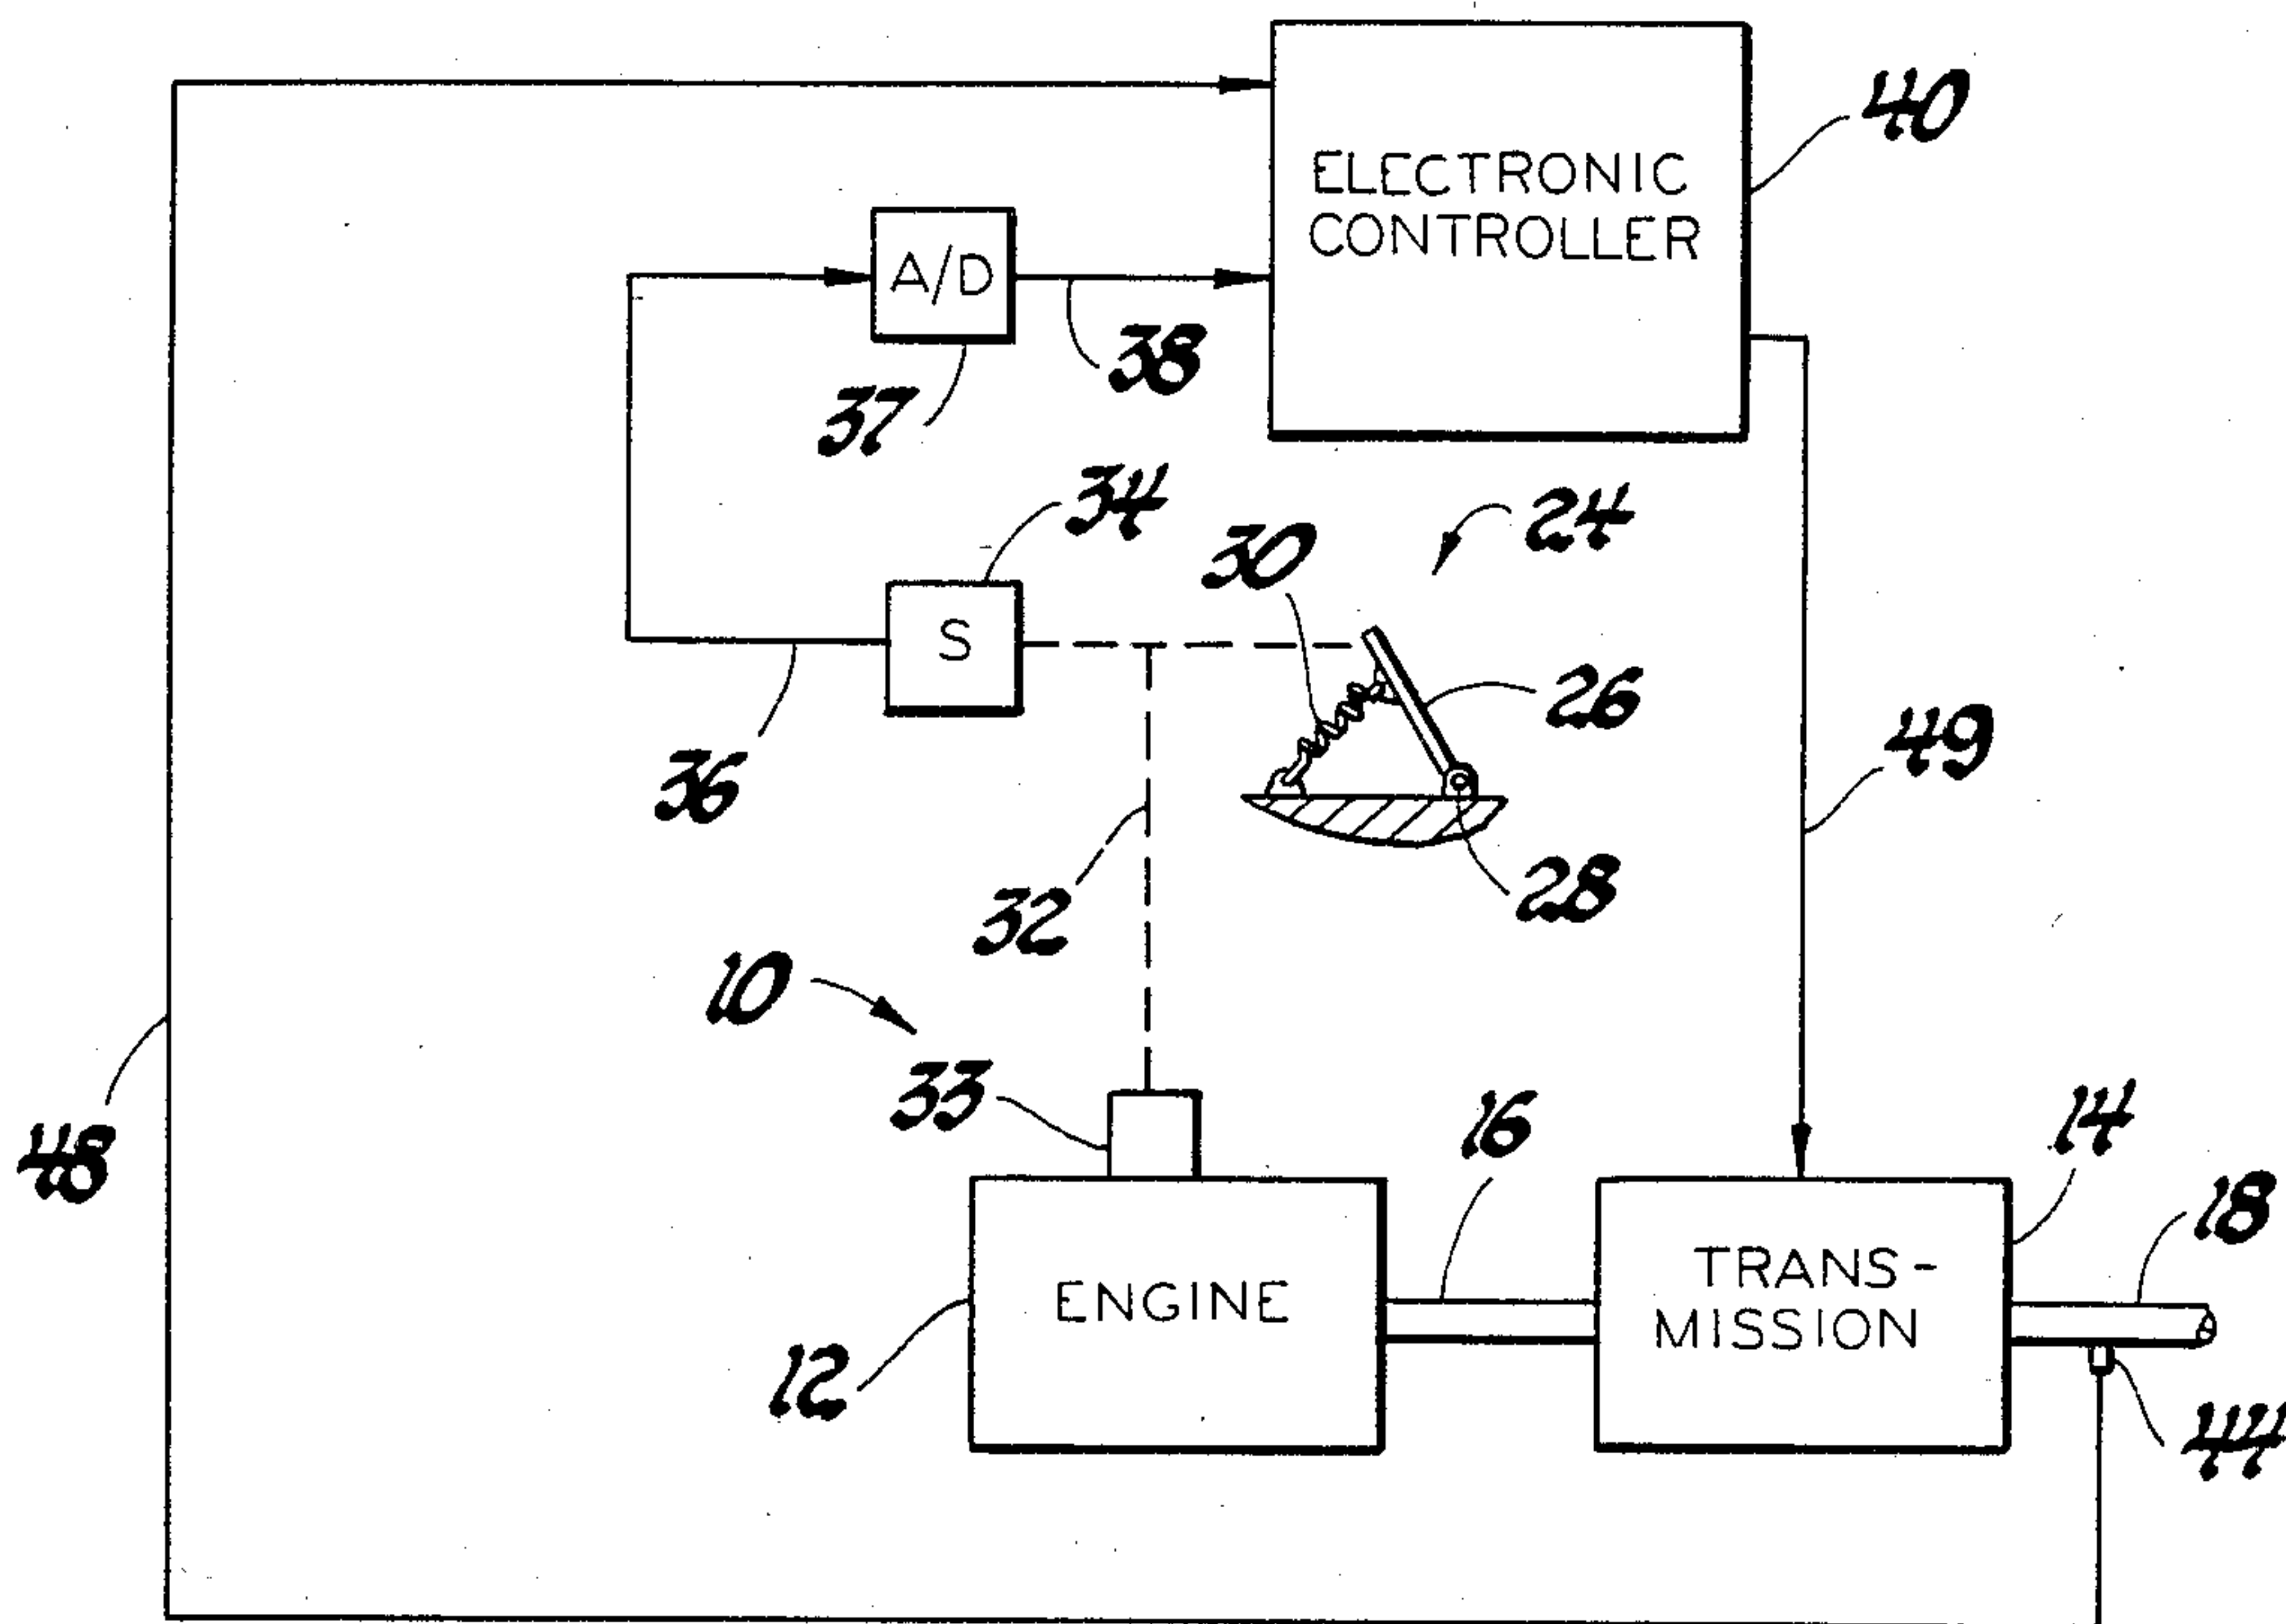 40
ELECTRONIC
CONTROLLER
A/D
38
37
34
24
30
S
26
36
49
28
32
10
33
16
14
48
18
TRANS-
MISSION
ENGINE
12
44